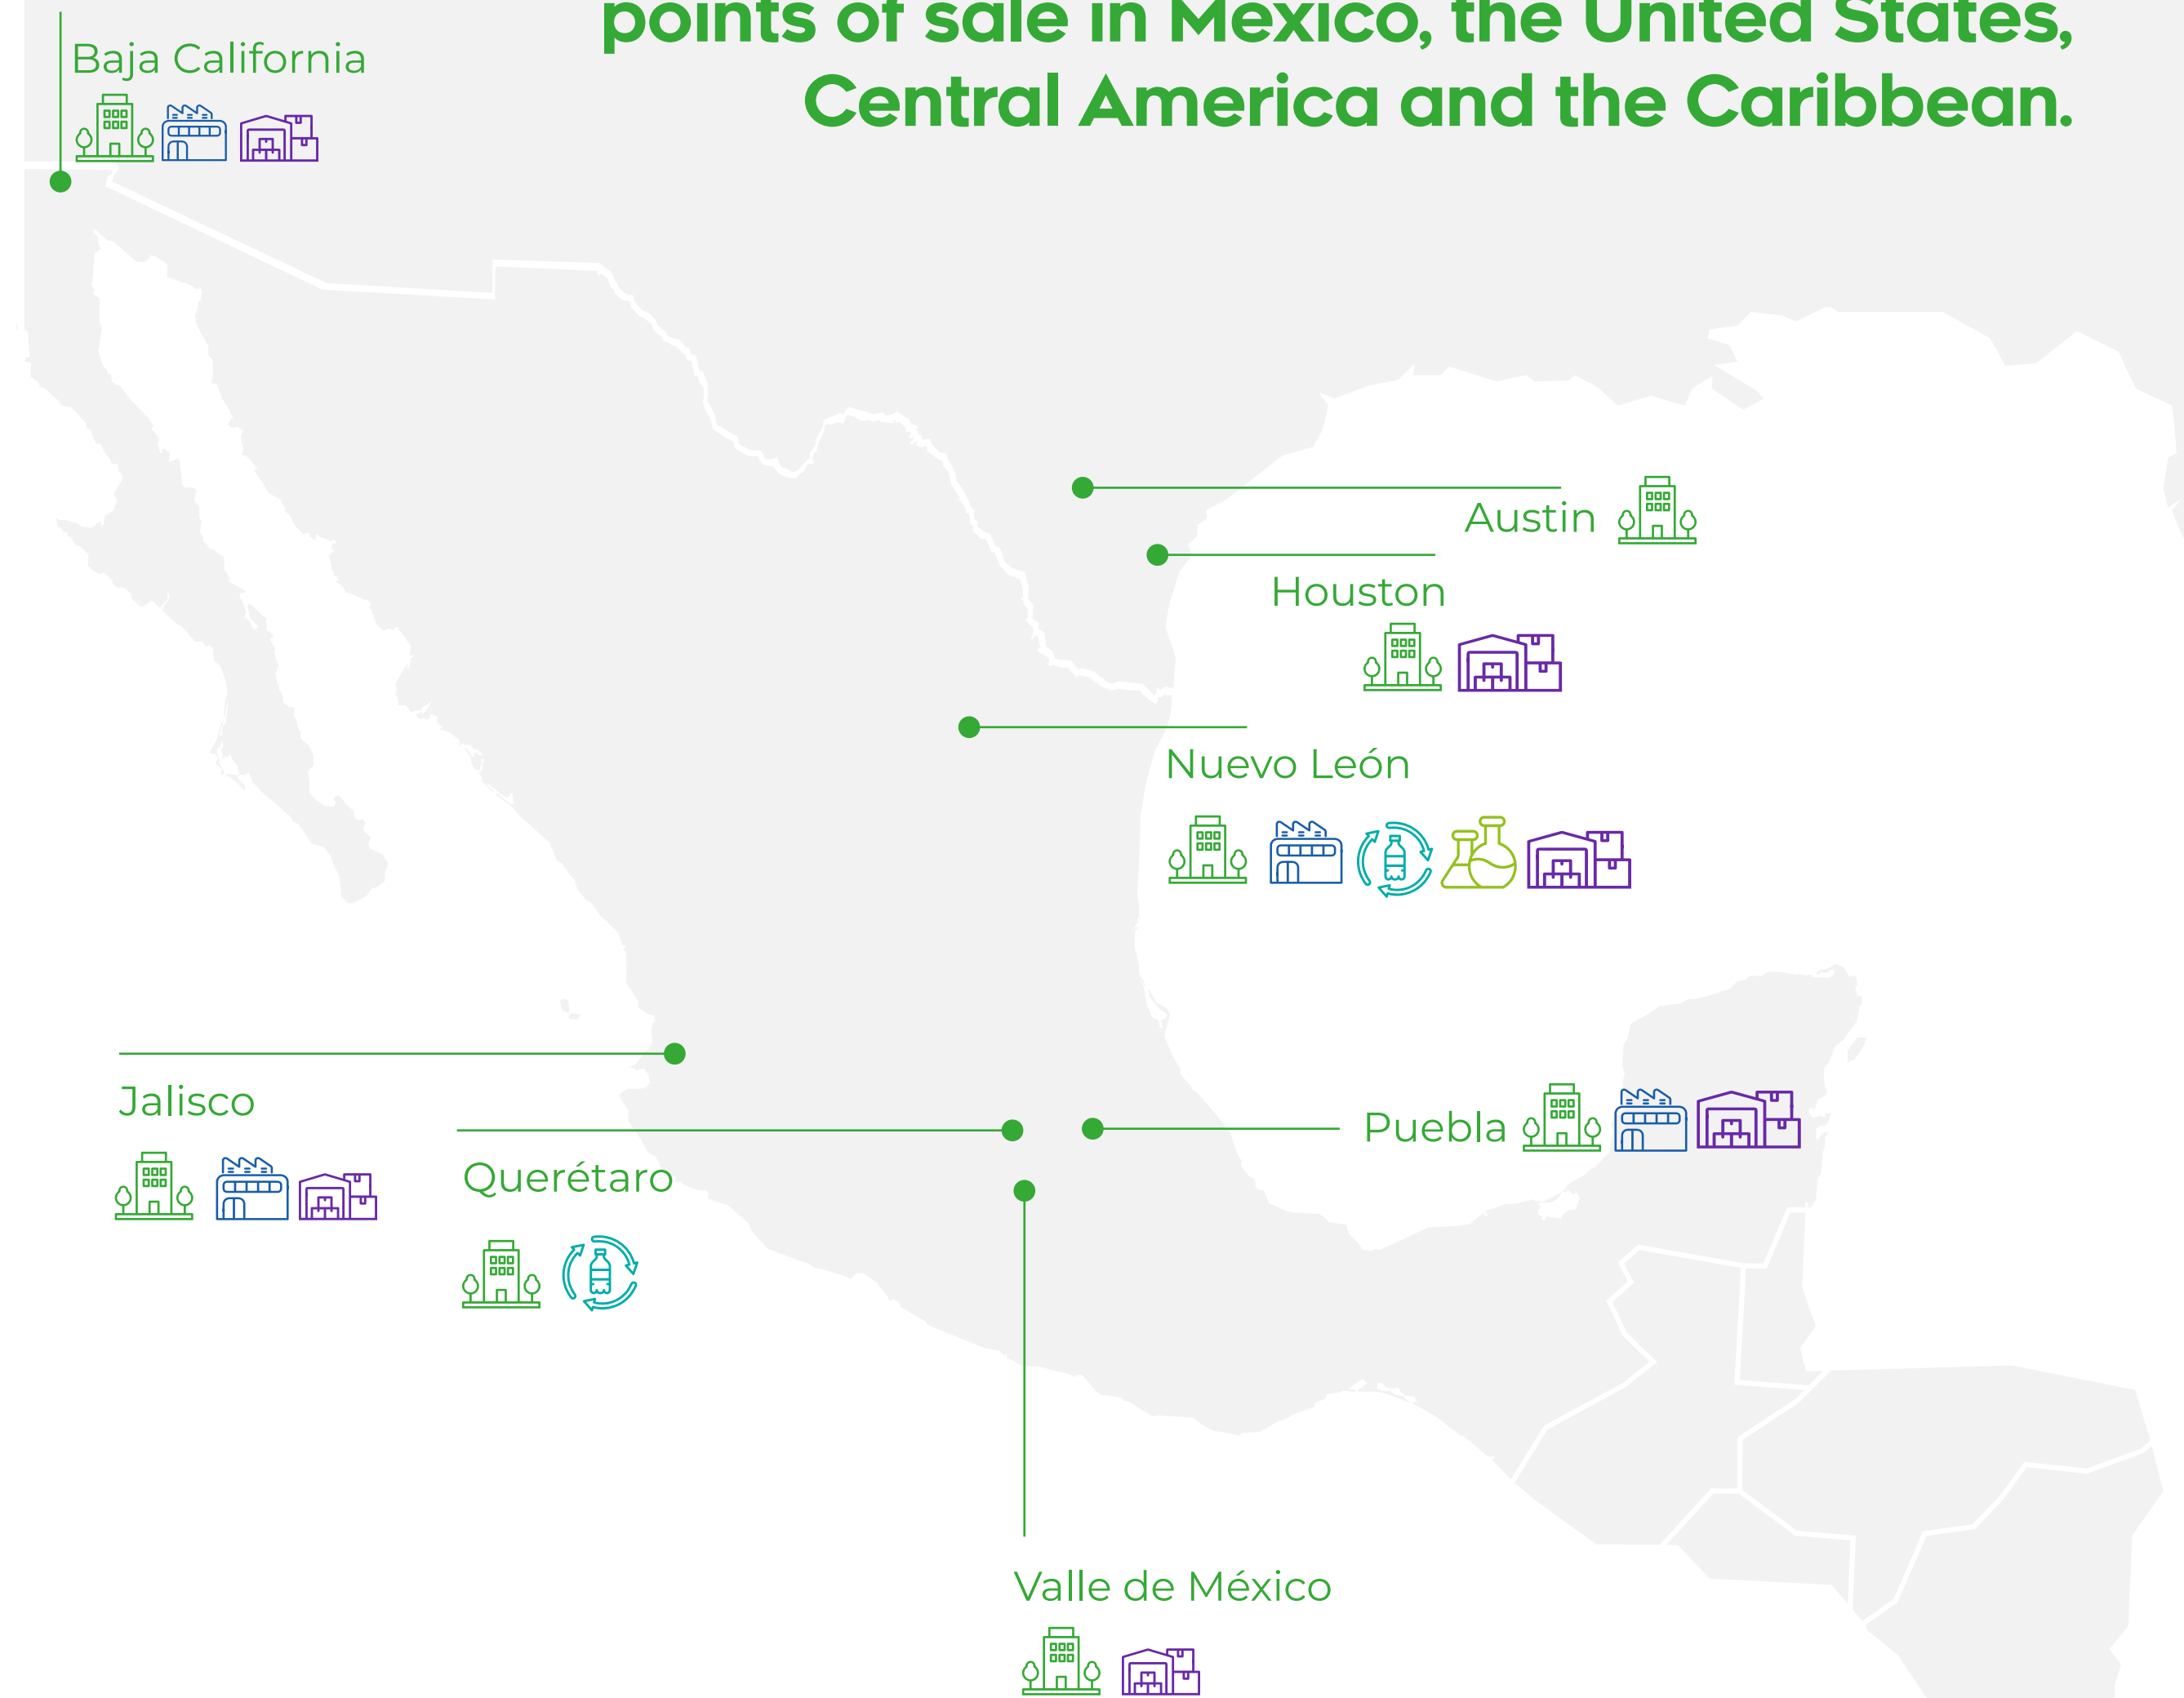 points of sale in Mexico, the United States,
Central America and the Caribbean.
Baja California
Austin
Houston
Nuevo León
Jalisco
Puebla
Querétaro
Valle de México